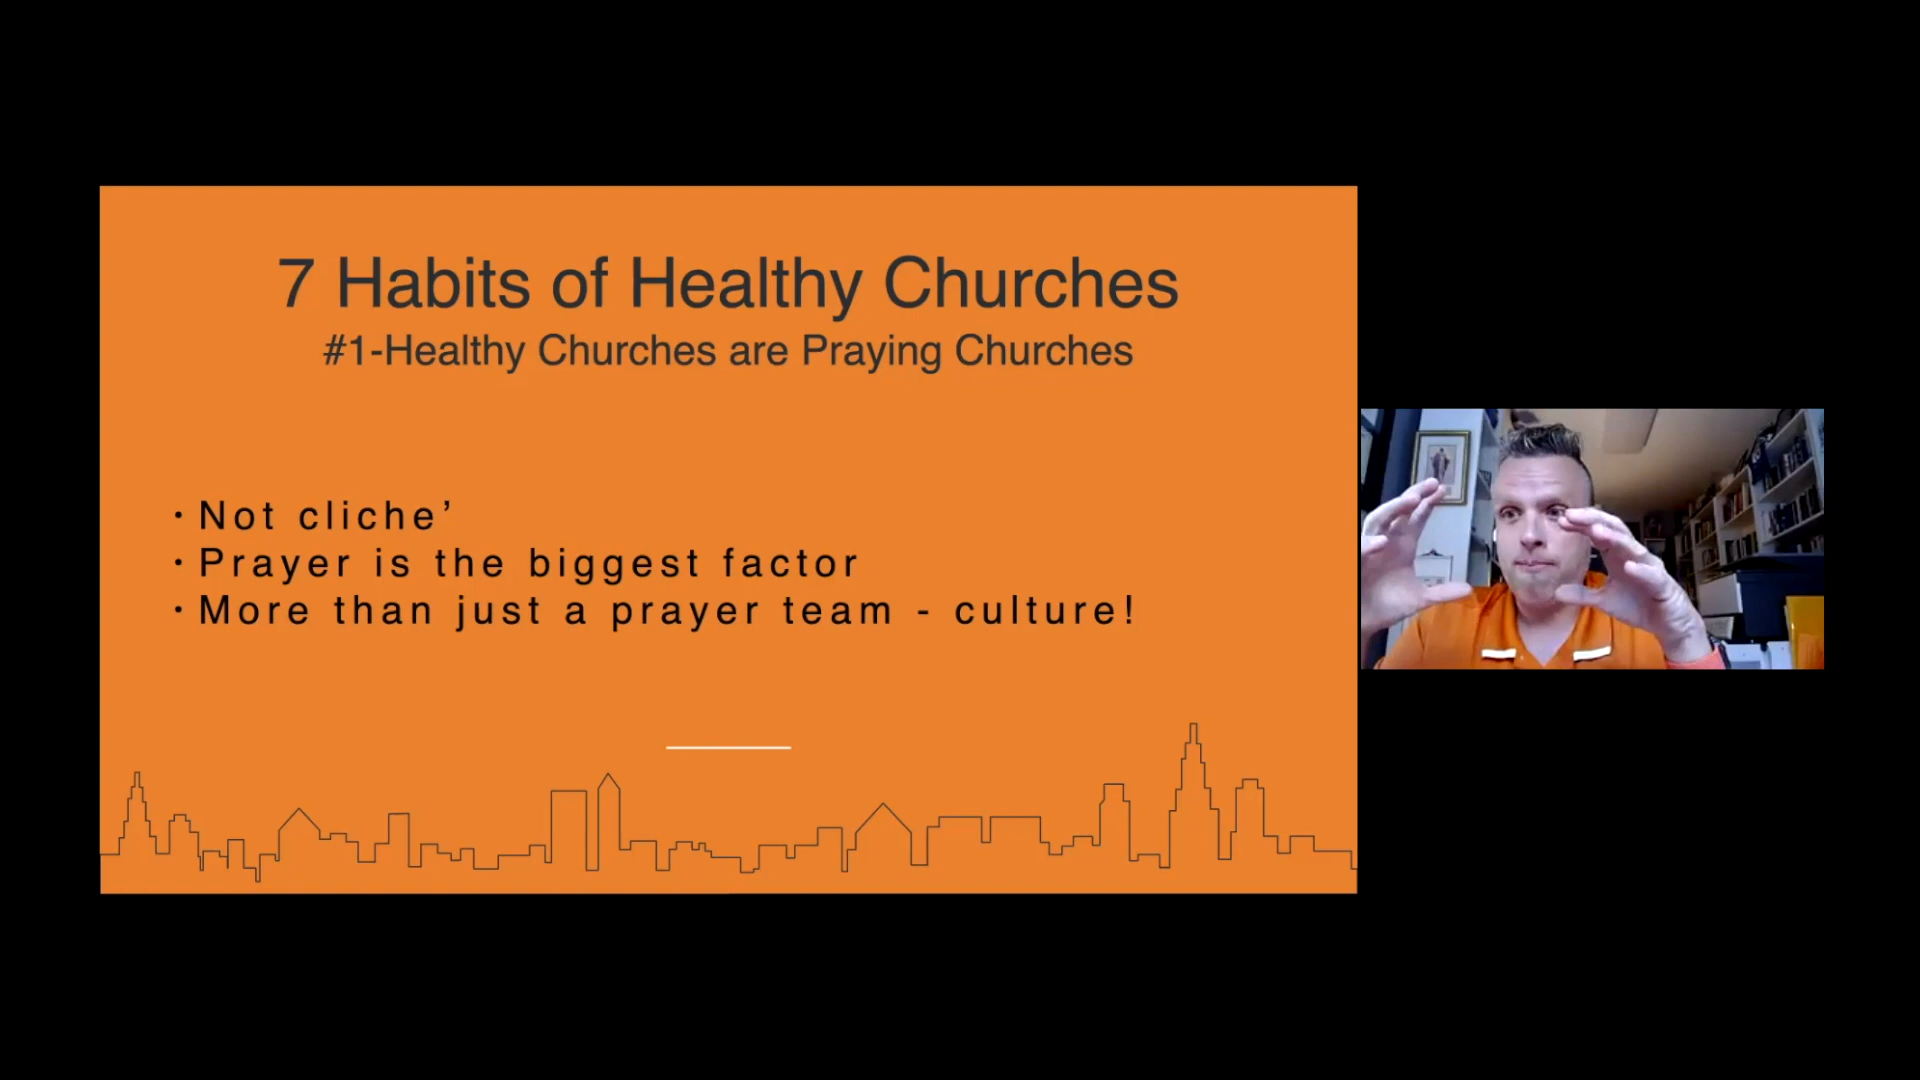 7 Habits of Healthy Churches
#1-Healthy Churches are Praying Churches
· Not cliche’
· Prayer is the biggest factor
· More than just a prayer team - culture!